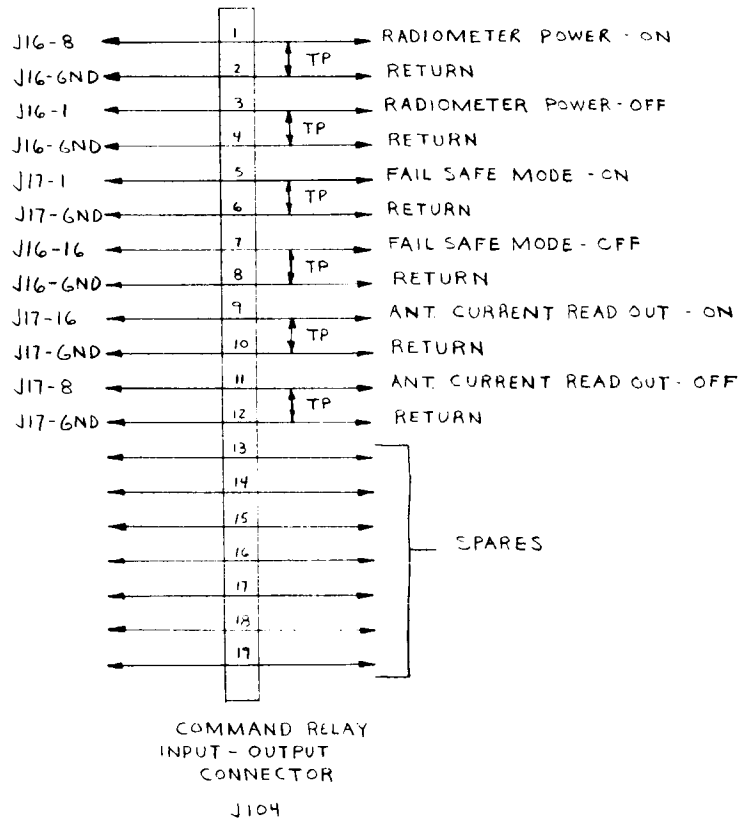 J16-8 1 RADIOMETER POWER - ON
TP
J16-GND 2 RETURN
J16-1 3 RADIOMETER POWER-OFF
TP
J16-GND 4 RETURN
J17-1 5 FAIL SAFE MODE - ON
TP
J17-GND 6 RETURN
J16-16 7 FAIL SAFE MODE - OFF
TP
J16-GND 8 RETURN
J17-16 9 ANT. CURRENT READ OUT - ON
TP
J17-GND 10 RETURN
J17-8 11 ANT. CURRENT READ OUT - OFF
TP
J17-GND 12 RETURN
13
14
15
SPARES
16
17
18
19
COMMAND RELAY
INPUT - OUTPUT
CONNECTOR
J104